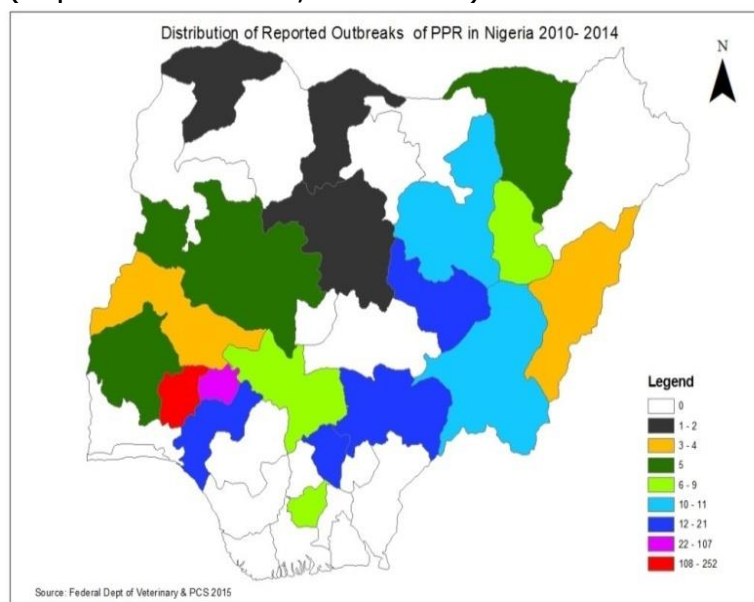 Distribution of Reported Outbreaks of PPR in Nigeria 2010- 2014
N
Legend
0
1 - 2
3 - 4
5
6 - 9
10 - 11
12 - 21
22 - 107
108 - 252
Source: Federal Dept of Veterinary & PCS 2015